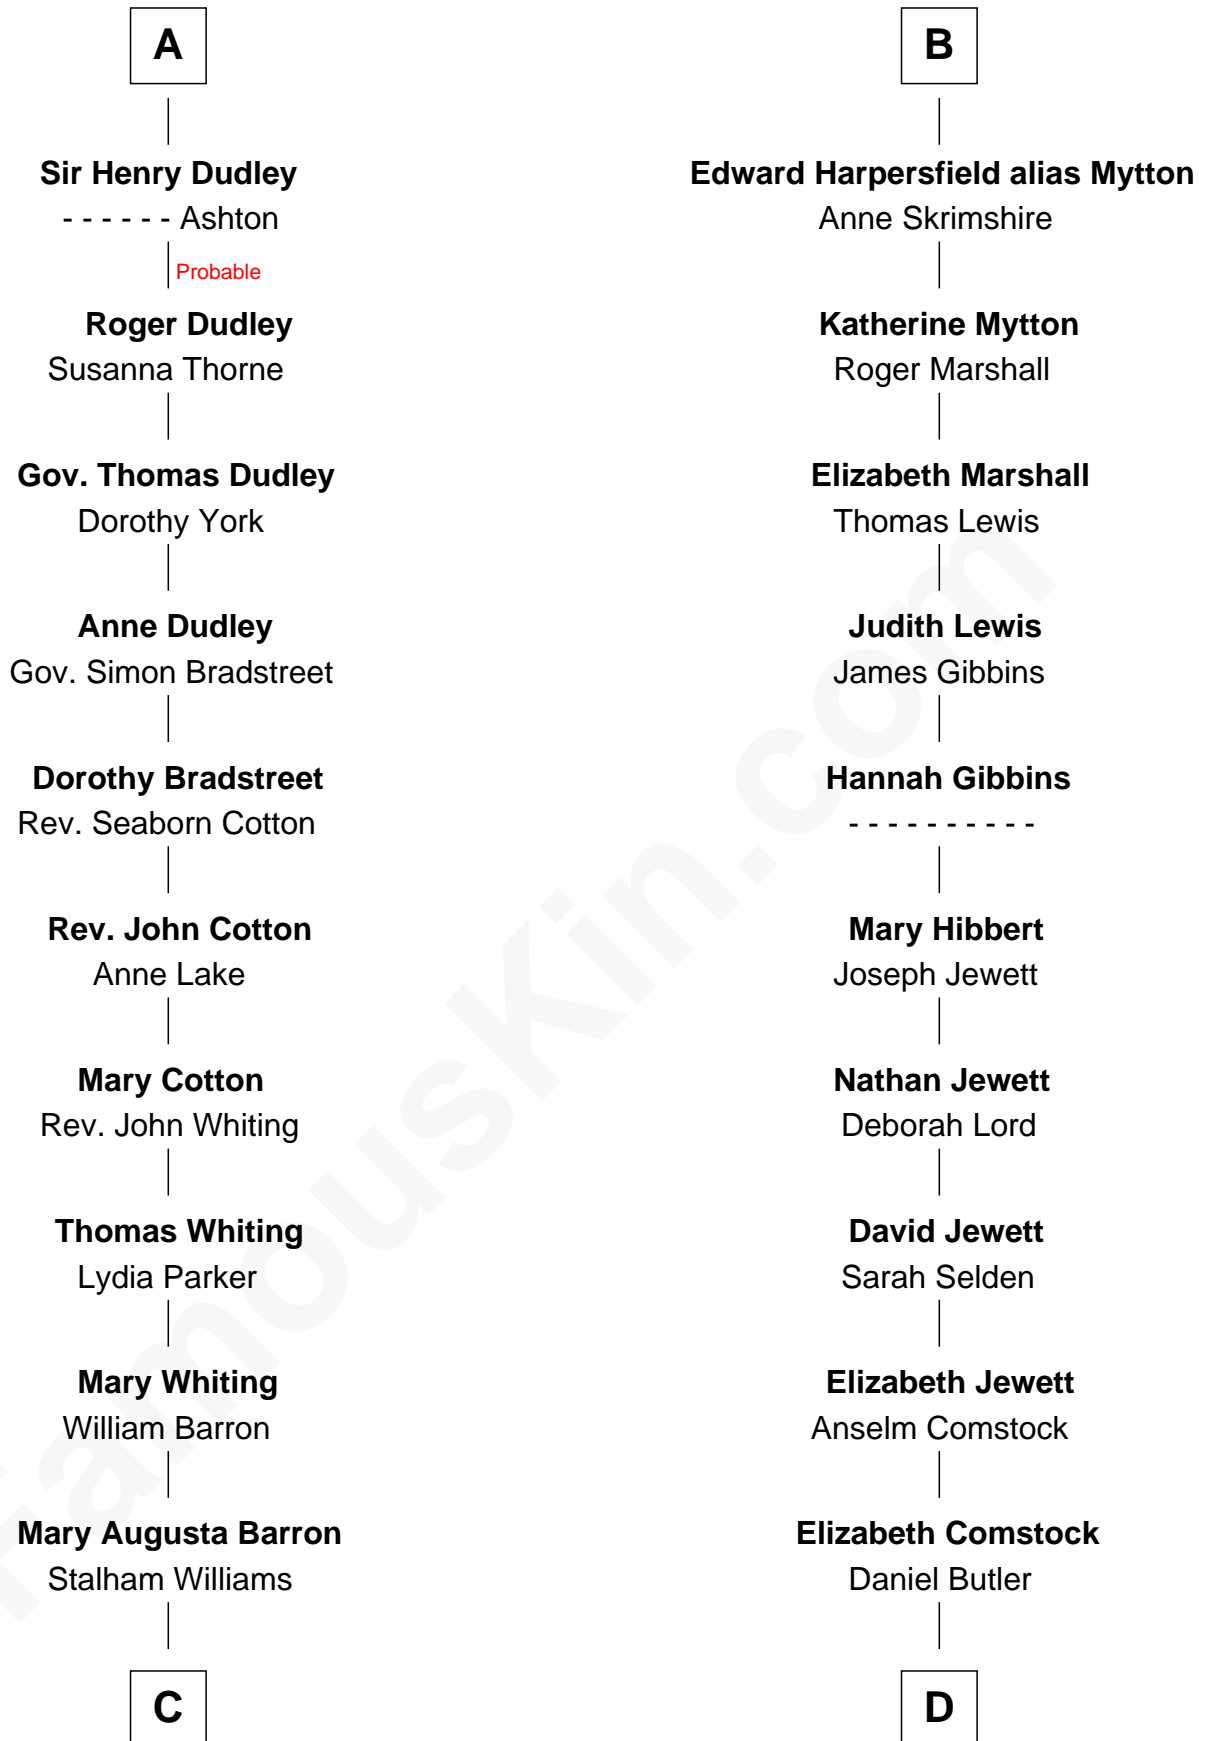 A
Sir Henry Dudley
- - - - - - Ashton
Probable
Roger Dudley
Susanna Thorne
Gov. Thomas Dudley
Dorothy York
Anne Dudley
Gov. Simon Bradstreet
Dorothy Bradstreet
Rev. Seaborn Cotton
Rev. John Cotton
Anne Lake
Mary Cotton
Rev. John Whiting
Thomas Whiting
Lydia Parker
Mary Whiting
William Barron
Mary Augusta Barron
Stalham Williams
C
B
Edward Harpersfield alias Mytton
Anne Skrimshire
Katherine Mytton
Roger Marshall
Elizabeth Marshall
Thomas Lewis
Judith Lewis
James Gibbins
Hannah Gibbins
- - - - - - - - - -
Mary Hibbert
Joseph Jewett
Nathan Jewett
Deborah Lord
David Jewett
Sarah Selden
Elizabeth Jewett
Anselm Comstock
Elizabeth Comstock
Daniel Butler
D
FamousKin.com